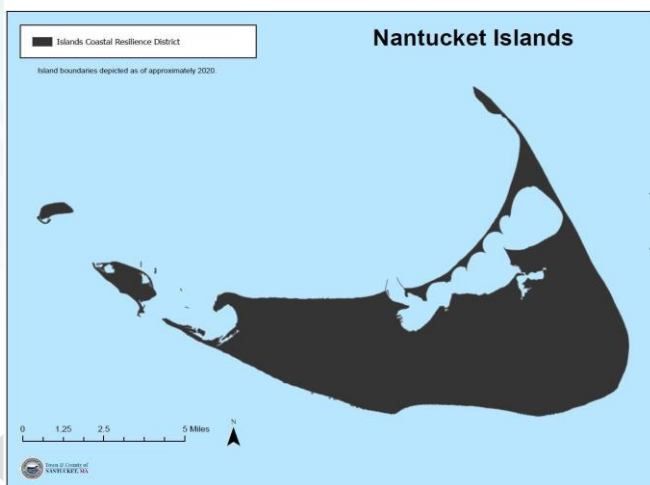 Nantucket Islands
Islands Coastal Resilience District
Island boundaries depicted as of approximately 2020.
0 1.25 2.5 5 Miles
N
Town & County of
NANTUCKET, MA